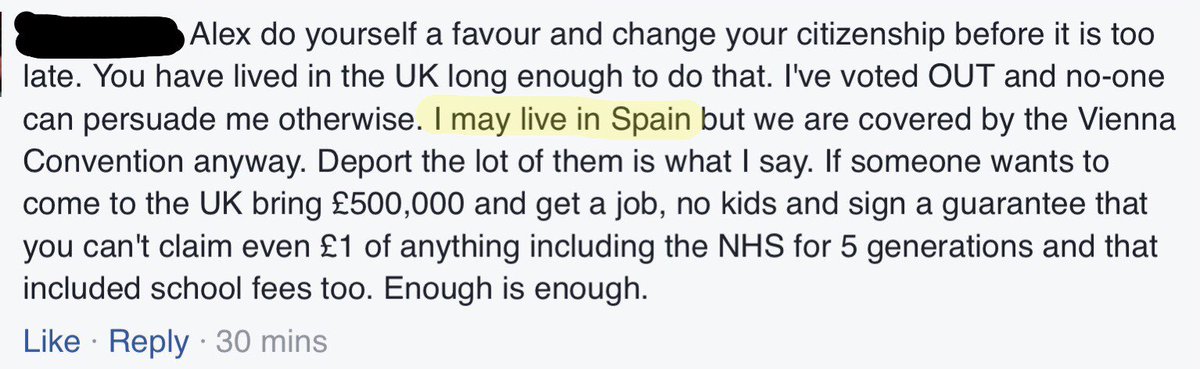 Alex do yourself a favour and change your citizenship before it is too
late. You have lived in the UK long enough to do that. I've voted OUT and no-one
can persuade me otherwise. I may live in Spain but we are covered by the Vienna
Convention anyway. Deport the lot of them is what I say. If someone wants to
come to the UK bring £500,000 and get a job, no kids and sign a guarantee that
you can't claim even £1 of anything including the NHS for 5 generations and that
included school fees too. Enough is enough.
Like · Reply · 30 mins